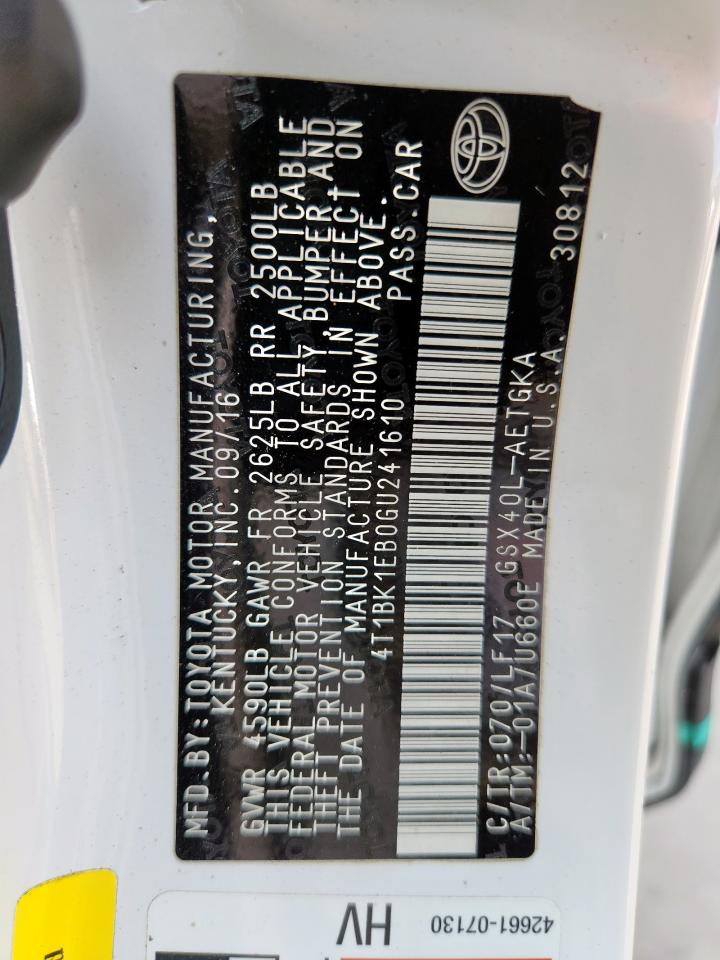 MFD.BY:TOYOTA MOTOR MANUFACTURING,
KENTUCKY,INC.09/16
GVWR 4590LB GAWR FR 2625LB RR 2500LB
THIS VEHICLE CONFORMS TO ALL APPLICABLE
FEDERAL MOTOR VEHICLE SAFETY,BUMPER AND
THEFT PREVENTION STANDARDS IN EFFECT ON
THE DATE OF MANUFACTURE SHOWN ABOVE.
4T1BK1EB0GU241610 PASS.CAR
C/TR:070/LF17 GSX40L-AETGKA
A/TM:-01A/U660E MADE IN U.S.A. 30812
42661-07130
HV